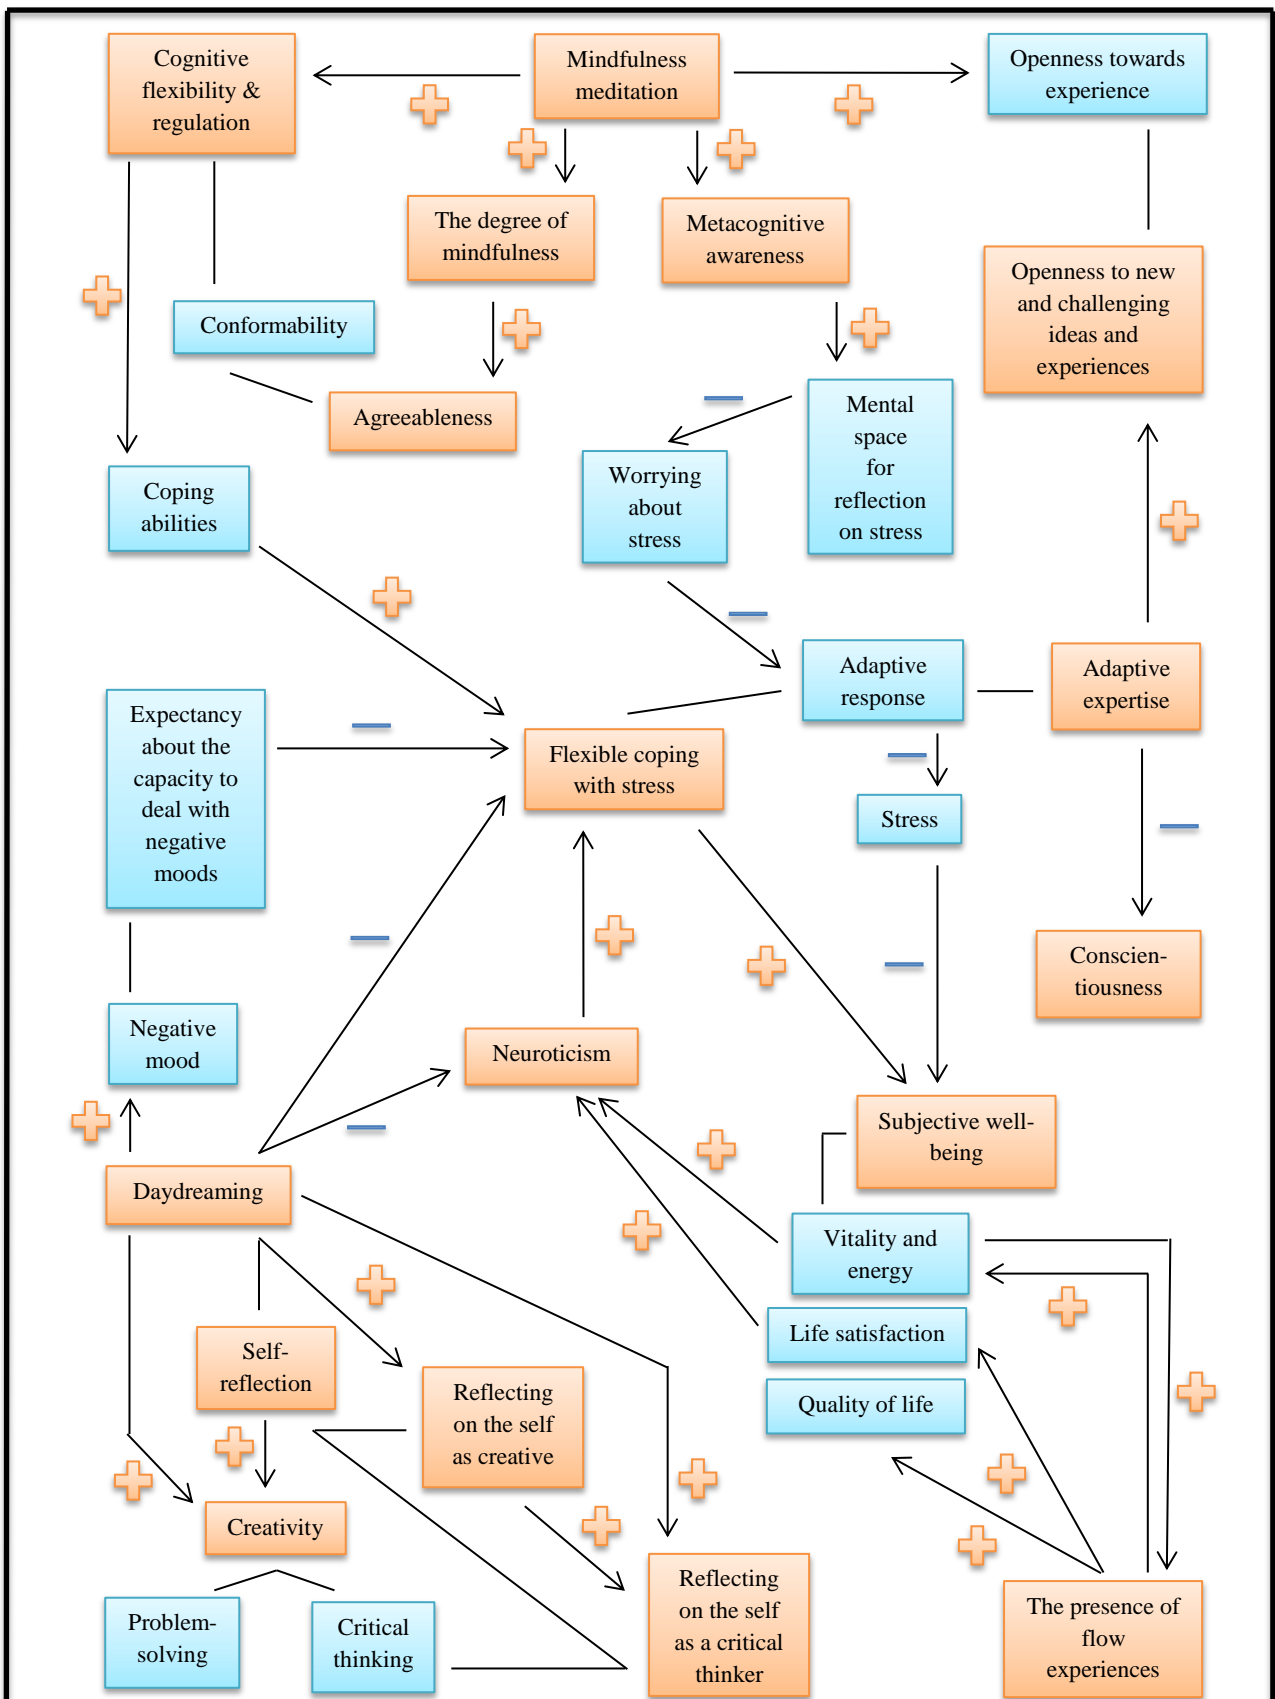 Cognitive
flexibility &
regulation
Mindfulness
meditation
Openness towards
experience
The degree of
mindfulness
Metacognitive
awareness
Openness to new
and challenging
ideas and
experiences
Conformability
Agreeableness
Mental
space
for
reflection
on stress
Worrying
about
stress
Coping
abilities
Adaptive
response
Adaptive
expertise
Expectancy
about the
capacity to
deal with
negative
moods
Flexible coping
with stress
Stress
Conscien-
tiousness
Negative
mood
Neuroticism
Subjective well-
being
Daydreaming
Vitality and
energy
Life satisfaction
Quality of life
Self-
reflection
Reflecting
on the self
as creative
Creativity
Problem-
solving
Critical
thinking
Reflecting
on the self
as a critical
thinker
The presence of
flow
experiences